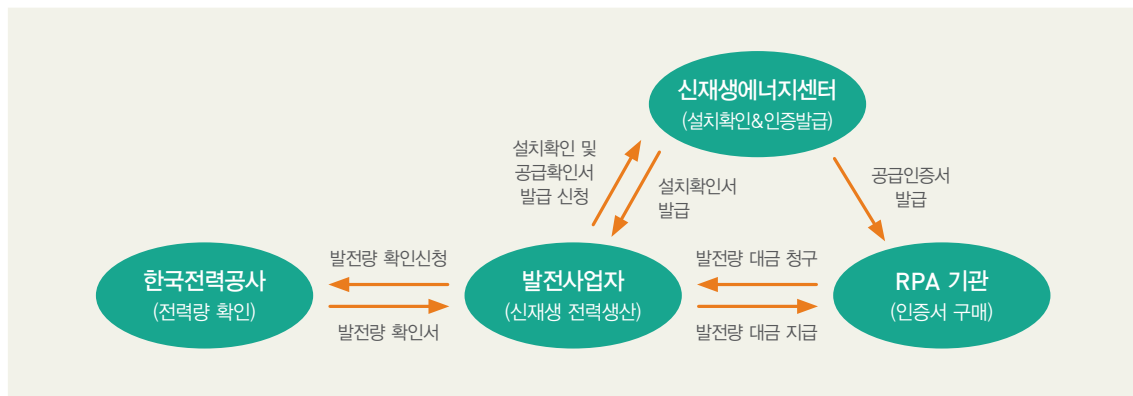 신재생에너지센터
(설치확인&인증발급)
설치확인 및
공급확인서
발급 신청
설치확인서
발급
공급인증서
발급
한국전력공사
(전력량 확인)
발전량 확인신청
발전량 확인서
발전사업자
(신재생 전력생산)
발전량 대금 청구
발전량 대금 지급
RPA 기관
(인증서 구매)